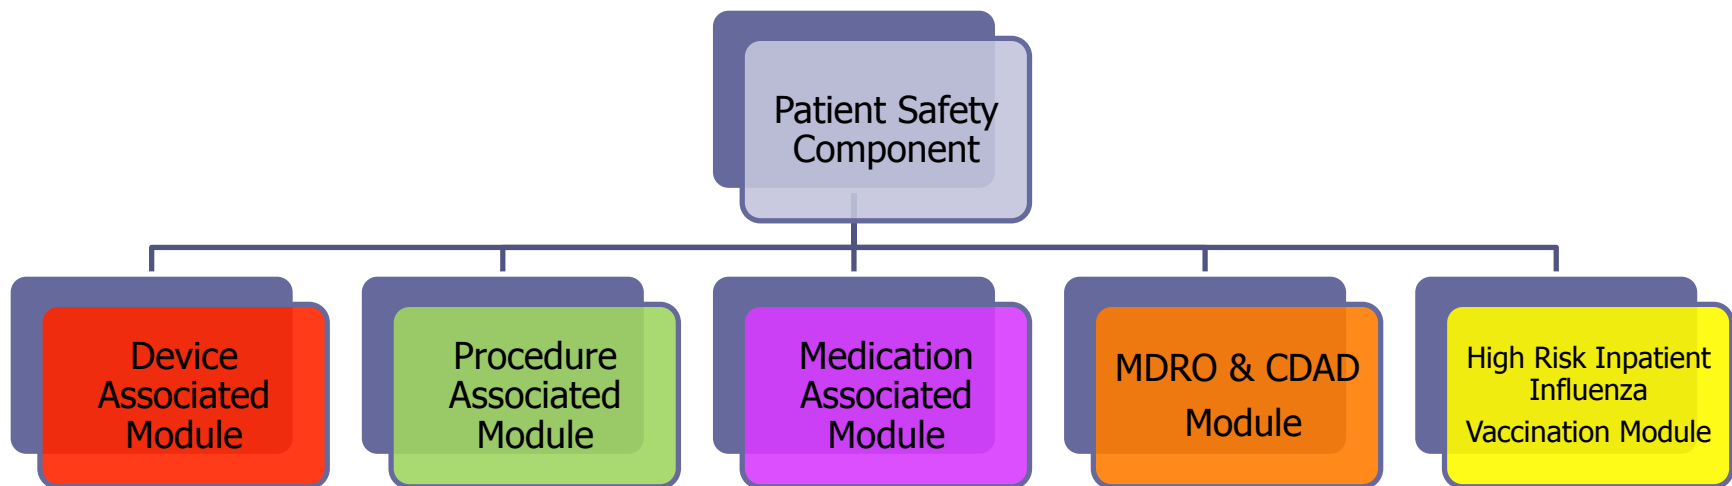 Patient Safety
Component
Device
Associated
Module
Procedure
Associated
Module
Medication
Associated
Module
MDRO & CDAD
Module
High Risk Inpatient
Influenza
Vaccination Module